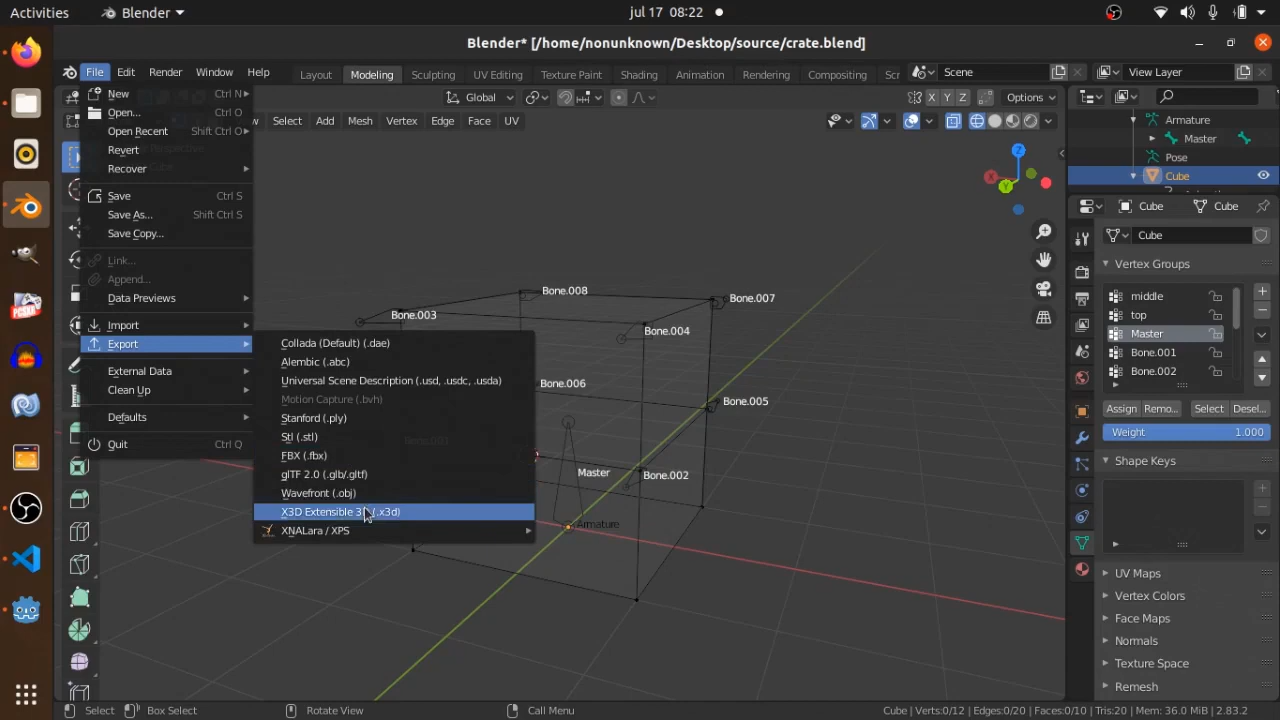 Activities
Blender
jul 17 08:22
Blender* [/home/nonunknown/Desktop/source/crate.blend]
File
Edit
Render
Window
Help
Layout
Modeling
Sculpting
UV Editing
Texture Paint
Shading
Animation
Rendering
Compositing
Sc
Scene
View Layer
New Ctrl N
Open... Ctrl O
Open Recent Shift Ctrl O
Revert
Recover
Save Ctrl S
Save As... Shift Ctrl S
Save Copy...
Link...
Append...
Data Previews
Import
Export
External Data
Clean Up
Defaults
Quit Ctrl Q
Collada (Default) (.dae)
Alembic (.abc)
Universal Scene Description (.usd, .usdc, .usda)
Motion Capture (.bvh)
Stanford (.ply)
Stl (.stl)
FBX (.fbx)
glTF 2.0 (.glb/.gltf)
Wavefront (.obj)
X3D Extensible 3D (.x3d)
XNALara / XPS
Global
X Y Z
Options
w
Select
Add
Mesh
Vertex
Edge
Face
UV
Z
X
Y
Bone.008
Bone.007
Bone.003
Bone.004
Bone.006
Bone.005
Master
Bone.002
Armature
Armature
Master
Pose
Cube
Cube
Cube
Cube
Vertex Groups
middle
top
Master
Bone.001
Bone.002
Assign
Remo...
Select
Desel...
Weight 1.000
Shape Keys
UV Maps
Vertex Colors
Face Maps
Normals
Texture Space
Remesh
Select
Box Select
Rotate View
Call Menu
Cube | Verts:0/12 | Edges:0/20 | Faces:0/10 | Tris:20 | Mem: 36.0 MiB | 2.83.2